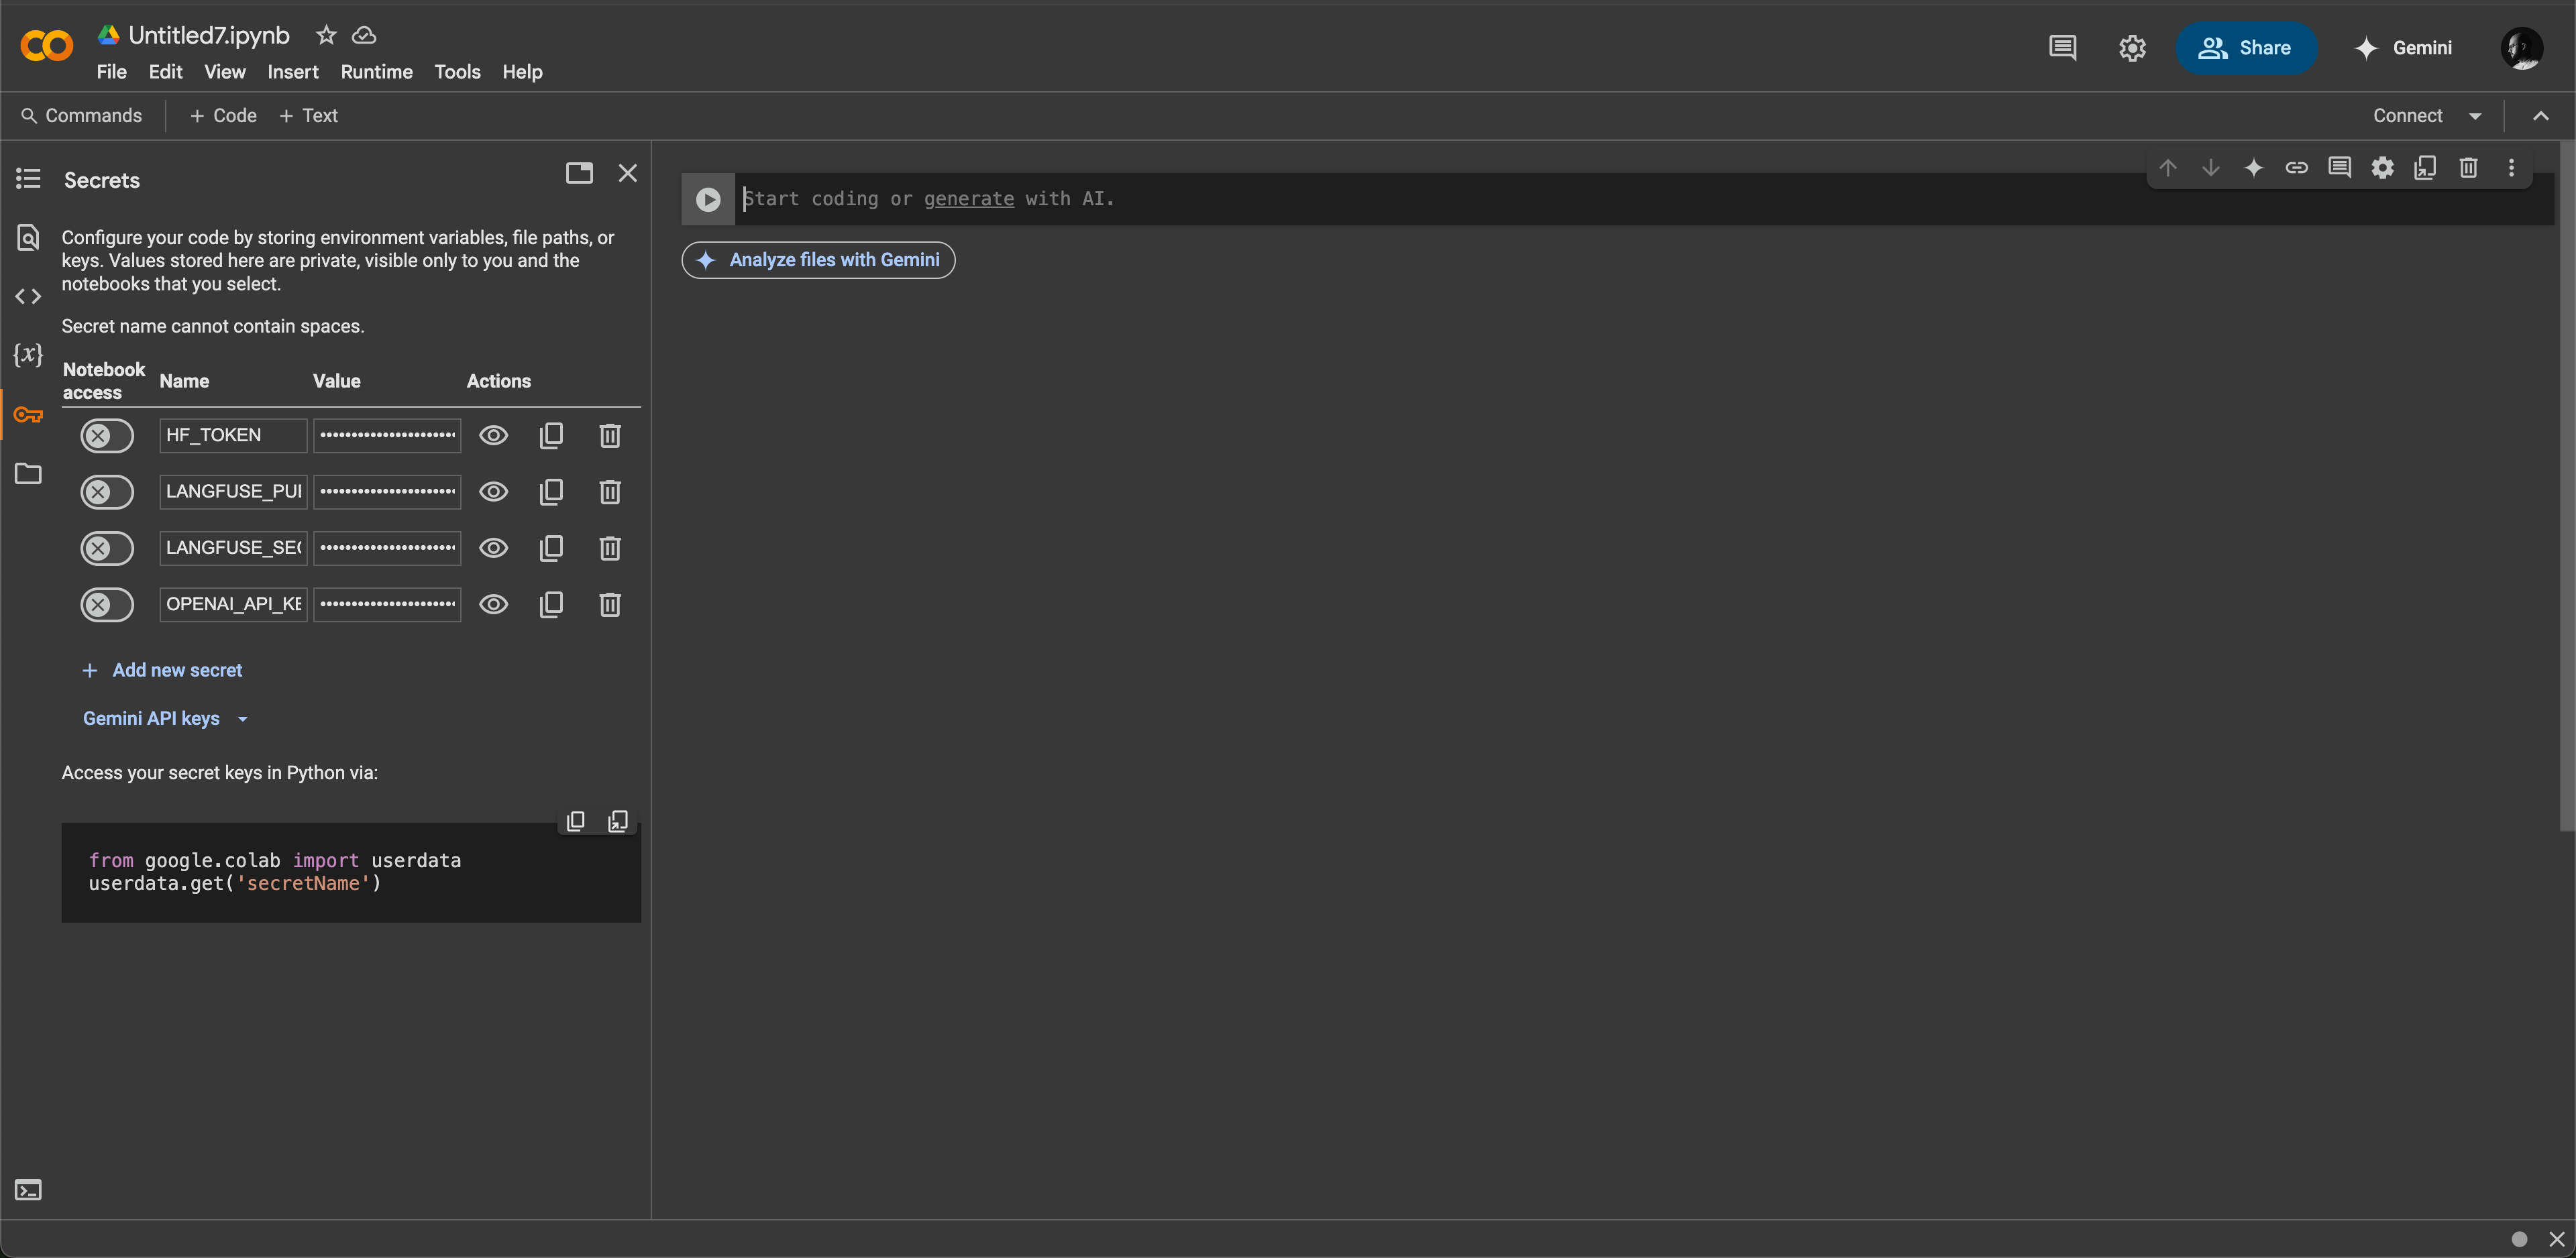 Untitled7.ipynb
File Edit View Insert Runtime Tools Help
Share
Gemini
Commands
+ Code + Text
Connect
Secrets
Configure your code by storing environment variables, file paths, or
keys. Values stored here are private, visible only to you and the
notebooks that you select.
Secret name cannot contain spaces.
Notebook
access
Name Value Actions
HF_TOKEN
LANGFUSE_PU
LANGFUSE_SE
OPENAI_API_KE
+ Add new secret
Gemini API keys
Access your secret keys in Python via:
from google.colab import userdata
userdata.get('secretName')
Start coding or generate with AI.
Analyze files with Gemini